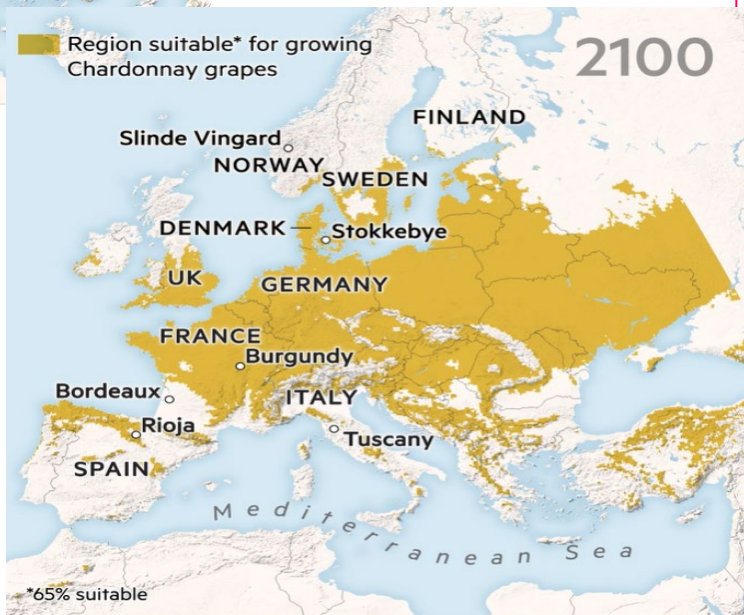 Region suitable* for growing
Chardonnay grapes
2100
FINLAND
Slinde Vingard
NORWAY
SWEDEN
DENMARK
Stokkebye
UK
GERMANY
FRANCE
Burgundy
Bordeaux
ITALY
Rioja
Tuscany
SPAIN
Mediterranean Sea
*65% suitable